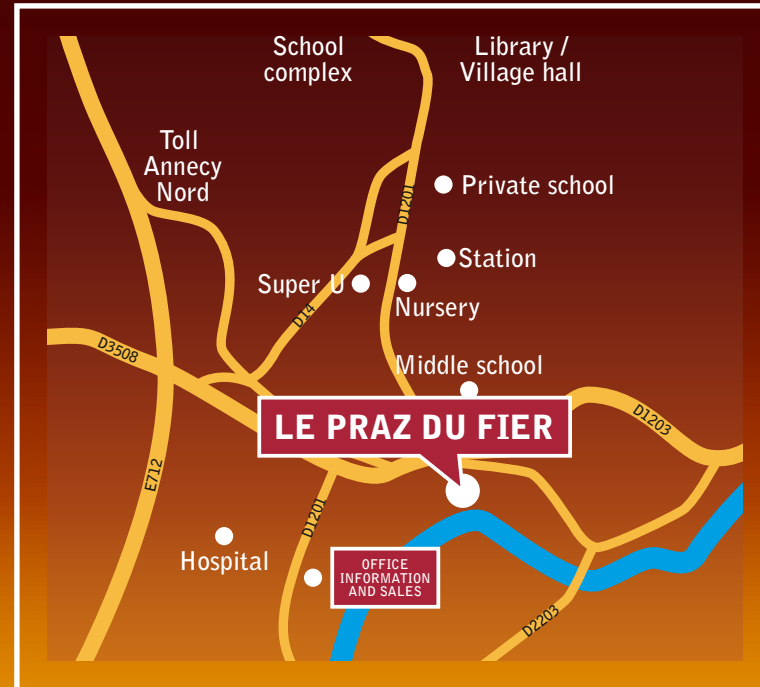 School
complex
Library /
Village hall
Toll
Annecy
Nord
D1201
Private school
Station
Super U
Nursery
D14
D3508
Middle school
LE PRAZ DU FIER
D1203
E712
D1201
Hospital
OFFICE
INFORMATION
AND SALES
D2203